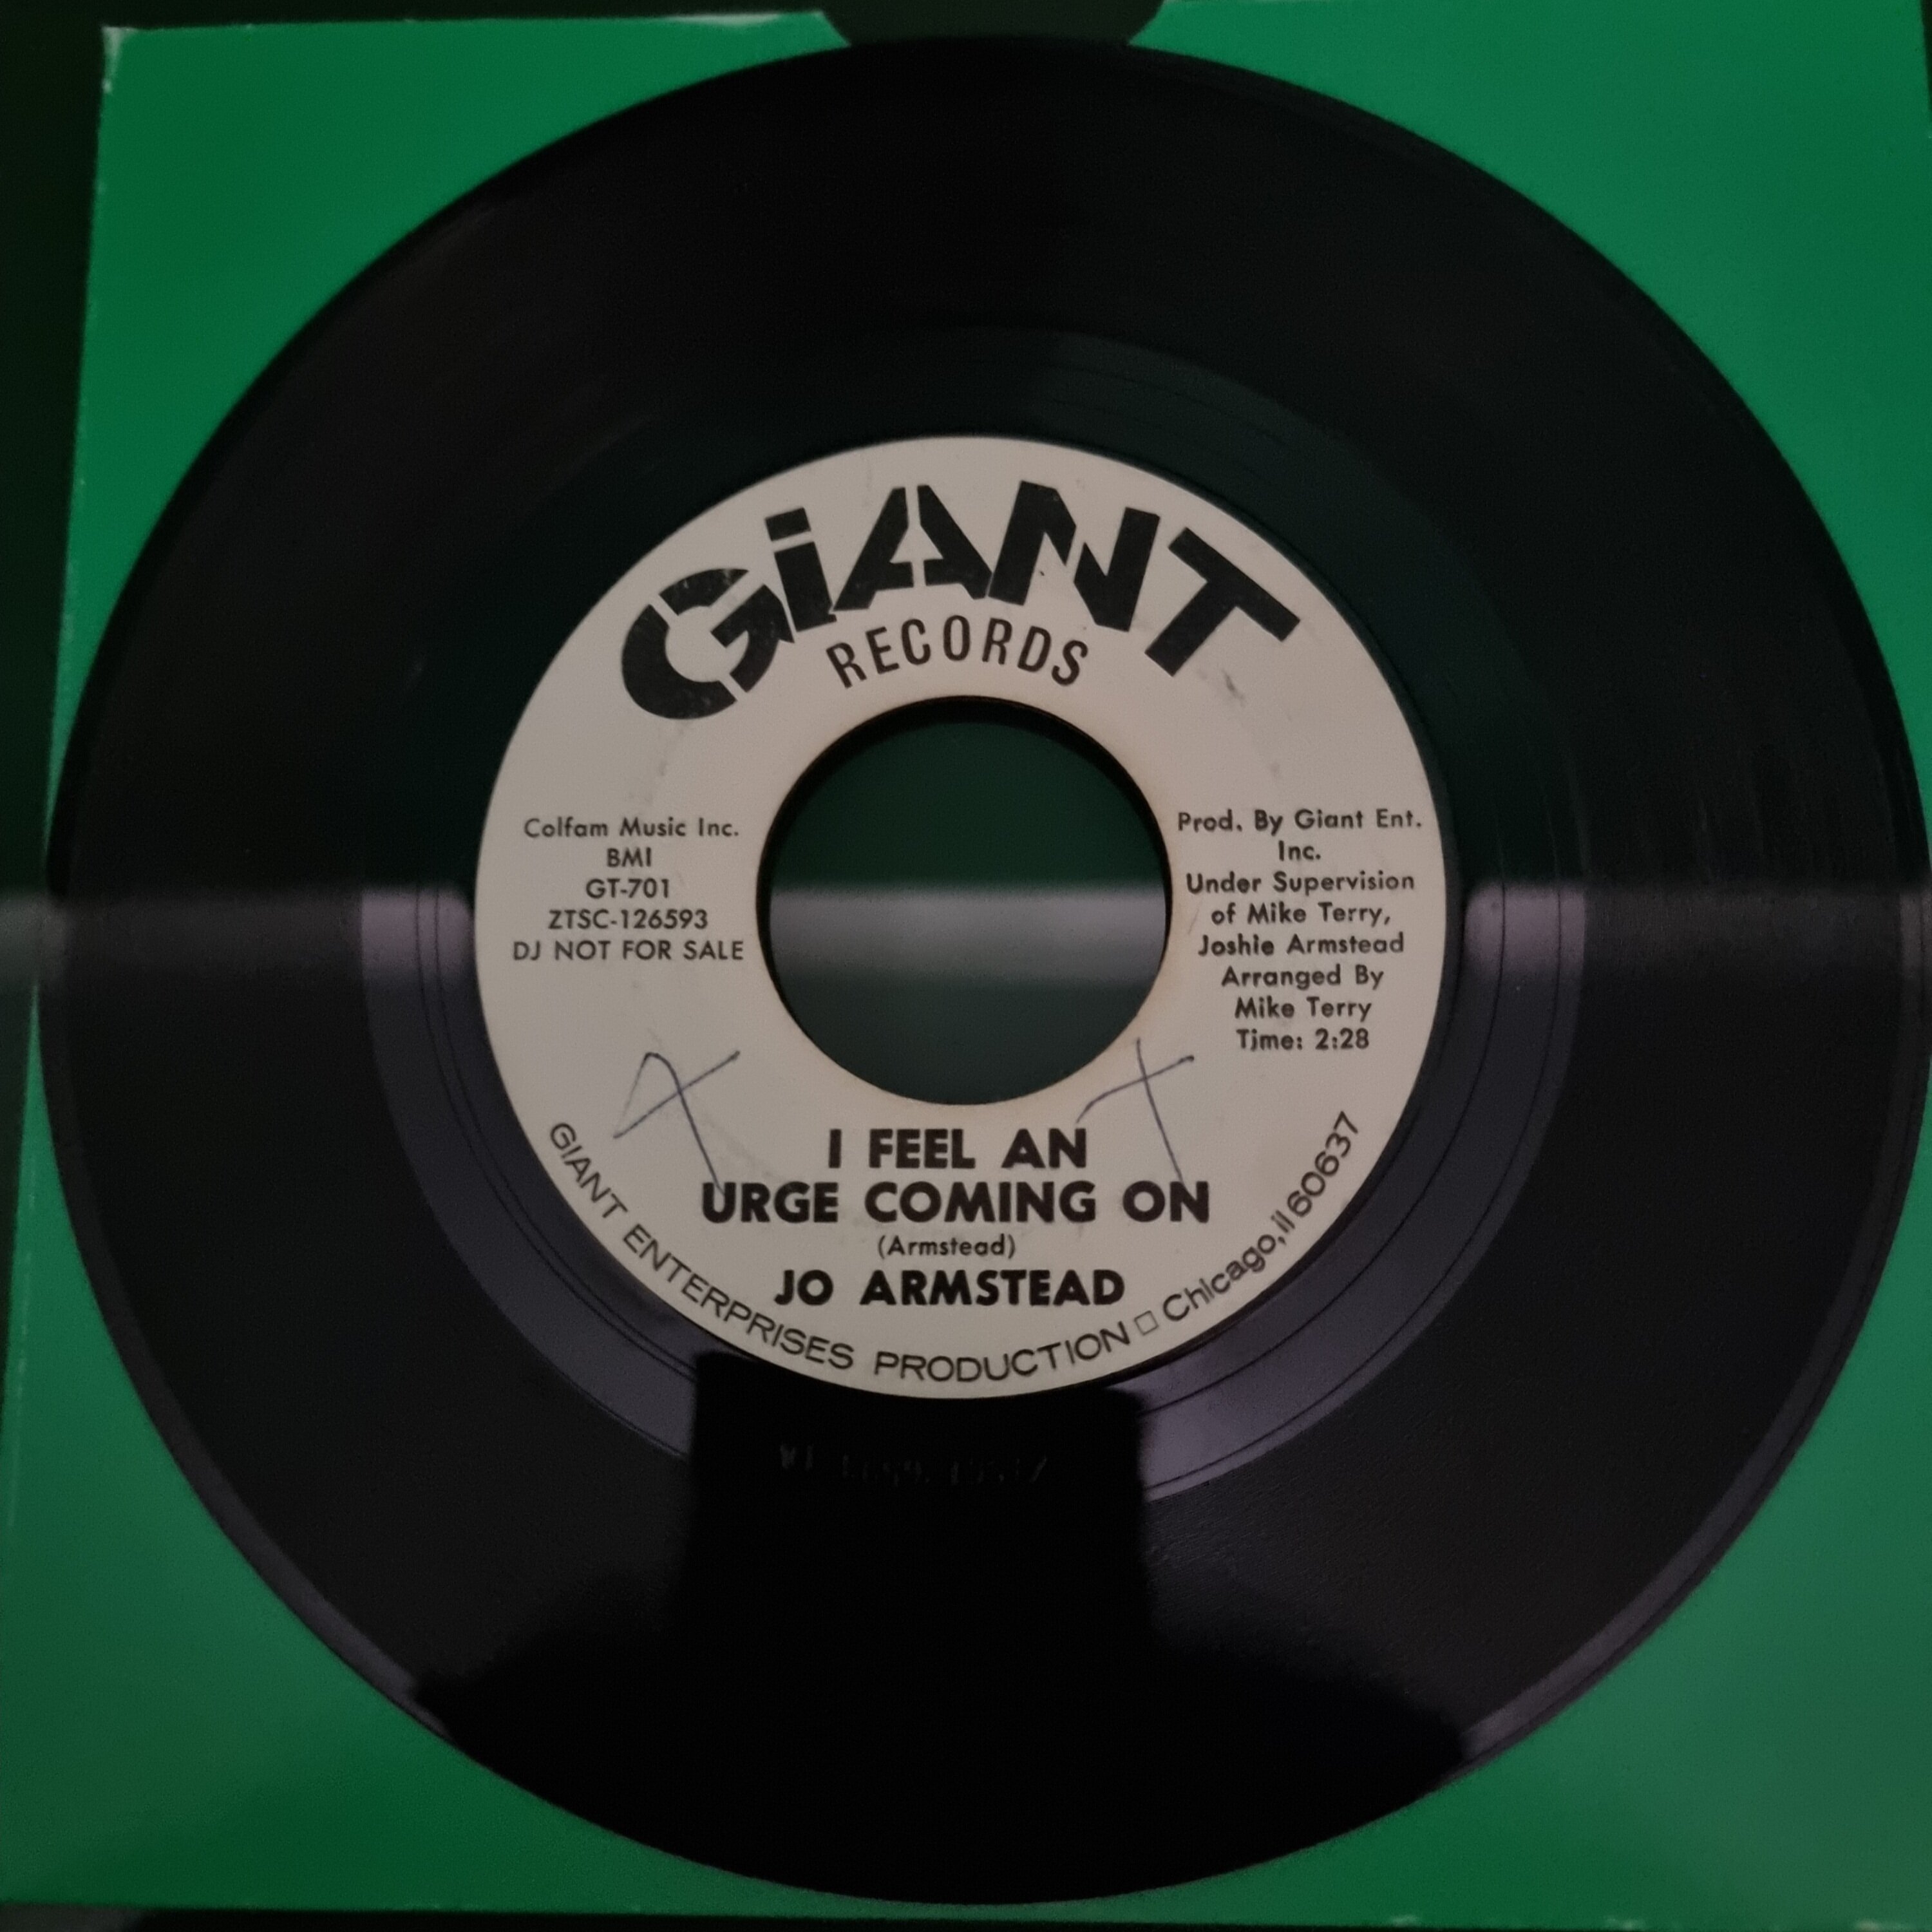 GiANT
RECORDS
Colfam Music Inc.
BMI
GT-701
ZTSC-126593
DJ NOT FOR SALE
Prod. By Giant Ent.
Inc.
Under Supervision
of Mike Terry,
Joshie Armstead
Arranged By
Mike Terry
Time: 2:28
I FEEL AN
URGE COMING ON
(Armstead)
JO ARMSTEAD
GIANT ENTERPRISES PRODUCTION □ Chicago, il 60637